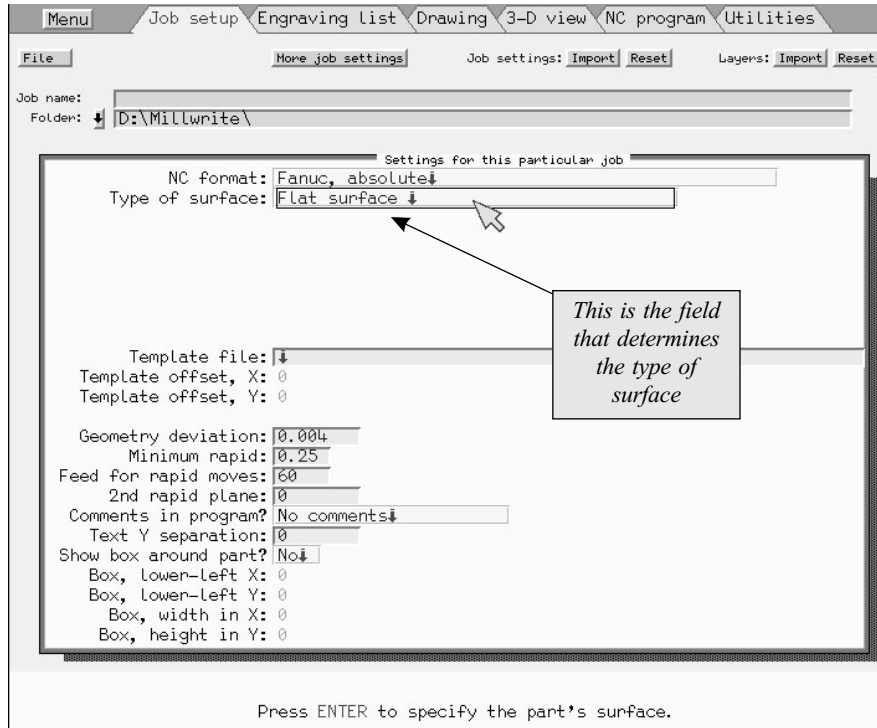 Menu Job setup Engraving list Drawing 3-D view NC program Utilities
File More job settings Job settings: Import Reset Layers: Import Reset
Job name:
Folder: D:\Millwrite\
Settings for this particular job
NC format: Fanuc, absolute
Type of surface: Flat surface
This is the field
that determines
the type of
surface
Template file:
Template offset, X: 0
Template offset, Y: 0
Geometry deviation: 0.004
Minimum rapid: 0.25
Feed for rapid moves: 60
2nd rapid plane: 0
Comments in program? No comments
Text Y separation: 0
Show box around part? No
Box, lower-left X: 0
Box, lower-left Y: 0
Box, width in X: 0
Box, height in Y: 0
Press ENTER to specify the part's surface.